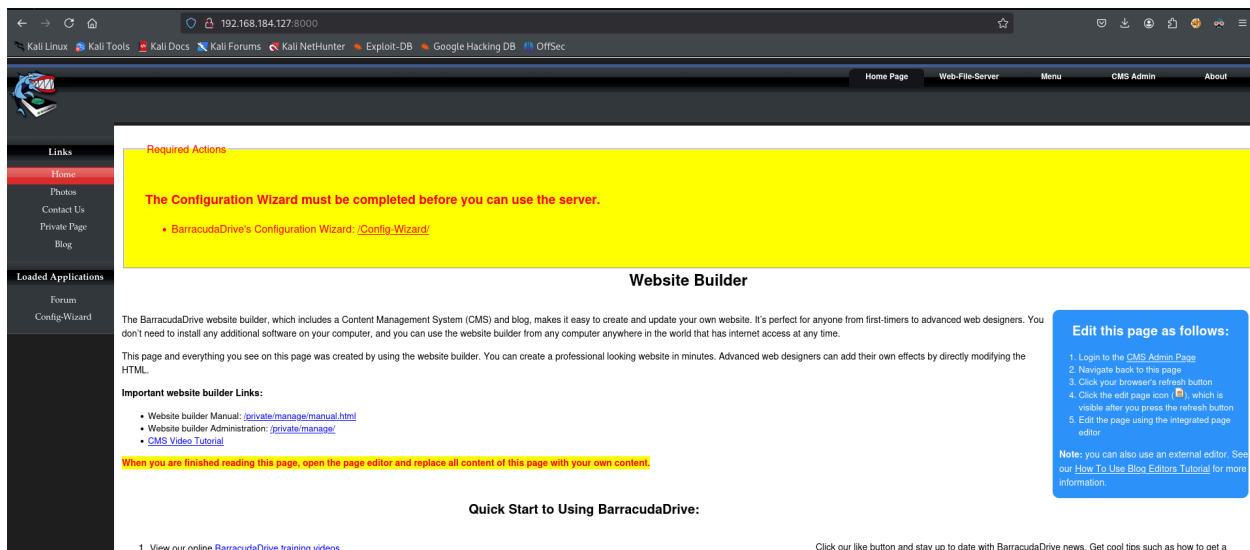 192.168.184.127:8000
Kali Linux Kali Tools Kali Docs Kali Forums Kali NetHunter Exploit-DB Google Hacking DB OffSec
Home Page Web-File-Server Menu CMS Admin About
Links
Home
Photos
Contact Us
Private Page
Blog
Loaded Applications
Forum
Config-Wizard
Required Actions
The Configuration Wizard must be completed before you can use the server.
• BarracudaDrive's Configuration Wizard: /Config-Wizard/
Website Builder
The BarracudaDrive website builder, which includes a Content Management System (CMS) and blog, makes it easy to create and update your own website. It's perfect for anyone from first-timers to advanced web designers. You
don't need to install any additional software on your computer, and you can use the website builder from any computer anywhere in the world that has internet access at any time.
This page and everything you see on this page was created by using the website builder. You can create a professional looking website in minutes. Advanced web designers can add their own effects by directly modifying the
HTML.
Important website builder Links:
• Website builder Manual: /private/manage/manual.html
• Website builder Administration: /private/manage/
• CMS Video Tutorial
When you are finished reading this page, open the page editor and replace all content of this page with your own content.
Edit this page as follows:
1. Login to the CMS Admin Page
2. Navigate back to this page
3. Click your browser's refresh button
4. Click the edit page icon ( ), which is
visible after you press the refresh button
5. Edit the page using the integrated page
editor
Note: you can also use an external editor. See
our How To Use Blog Editors Tutorial for more
information.
Quick Start to Using BarracudaDrive:
1. View our online BarracudaDrive training videos
Click our like button and stay up to date with BarracudaDrive news. Get cool tips such as how to get a